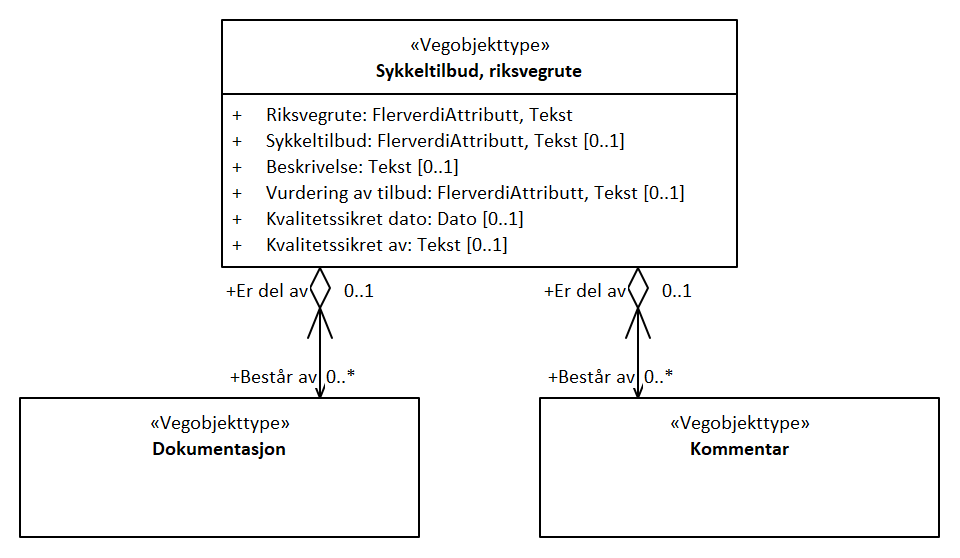 «Vegobjekttype»
Sykkeltilbud, riksvegrute
+ Riksvegrute: FlerverdiAttributt, Tekst
+ Sykkeltilbud: FlerverdiAttributt, Tekst [0..1]
+ Beskrivelse: Tekst [0..1]
+ Vurdering av tilbud: FlerverdiAttributt, Tekst [0..1]
+ Kvalitetssikret dato: Dato [0..1]
+ Kvalitetssikret av: Tekst [0..1]
+Er del av 0..1 +Er del av 0..1
+Består av 0..* +Består av 0..*
«Vegobjekttype» «Vegobjekttype»
Dokumentasjon Kommentar